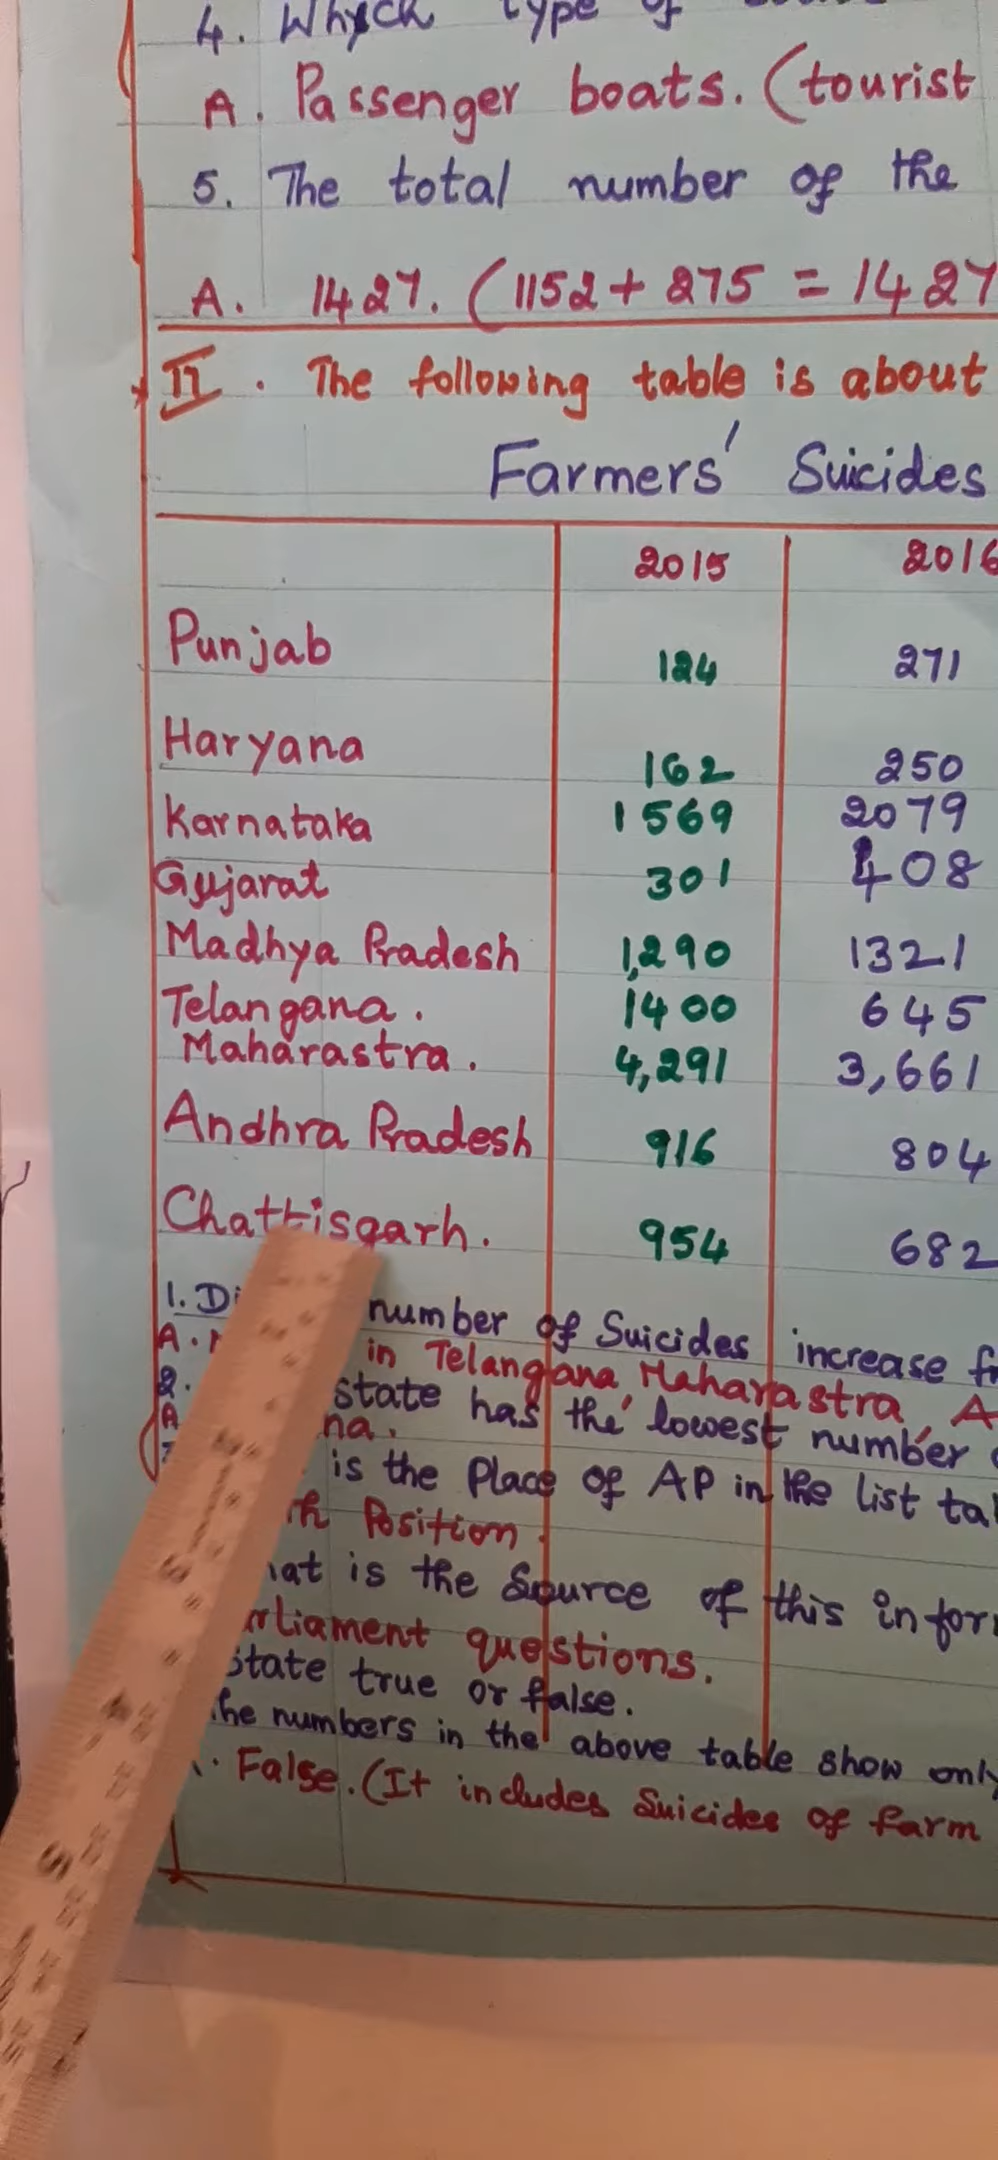 4. Which type of
A. Passenger boats. (tourist
5. The total number of the
A. 1427. (1152 + 275 = 1427
II. The following table is about
Farmers' Suicides
2015 2016
Punjab 124 271
Haryana 162 250
Karnataka 1569 2079
Gujarat 301 408
Madhya Pradesh 1,290 1321
Telangana. 1400 645
Maharastra. 4,291 3,661
Andhra Pradesh 916 804
Chattisgarh. 954 682
1. Di number of Suicides increase
A. in Telangana, Maharastra, A
2. state has the lowest number
A na.
is the Place of AP in the list
th Position.
hat is the Source of this infor
rliament questions.
State true or false.
he numbers in the above table show only
False. (It includes Suicides of farm